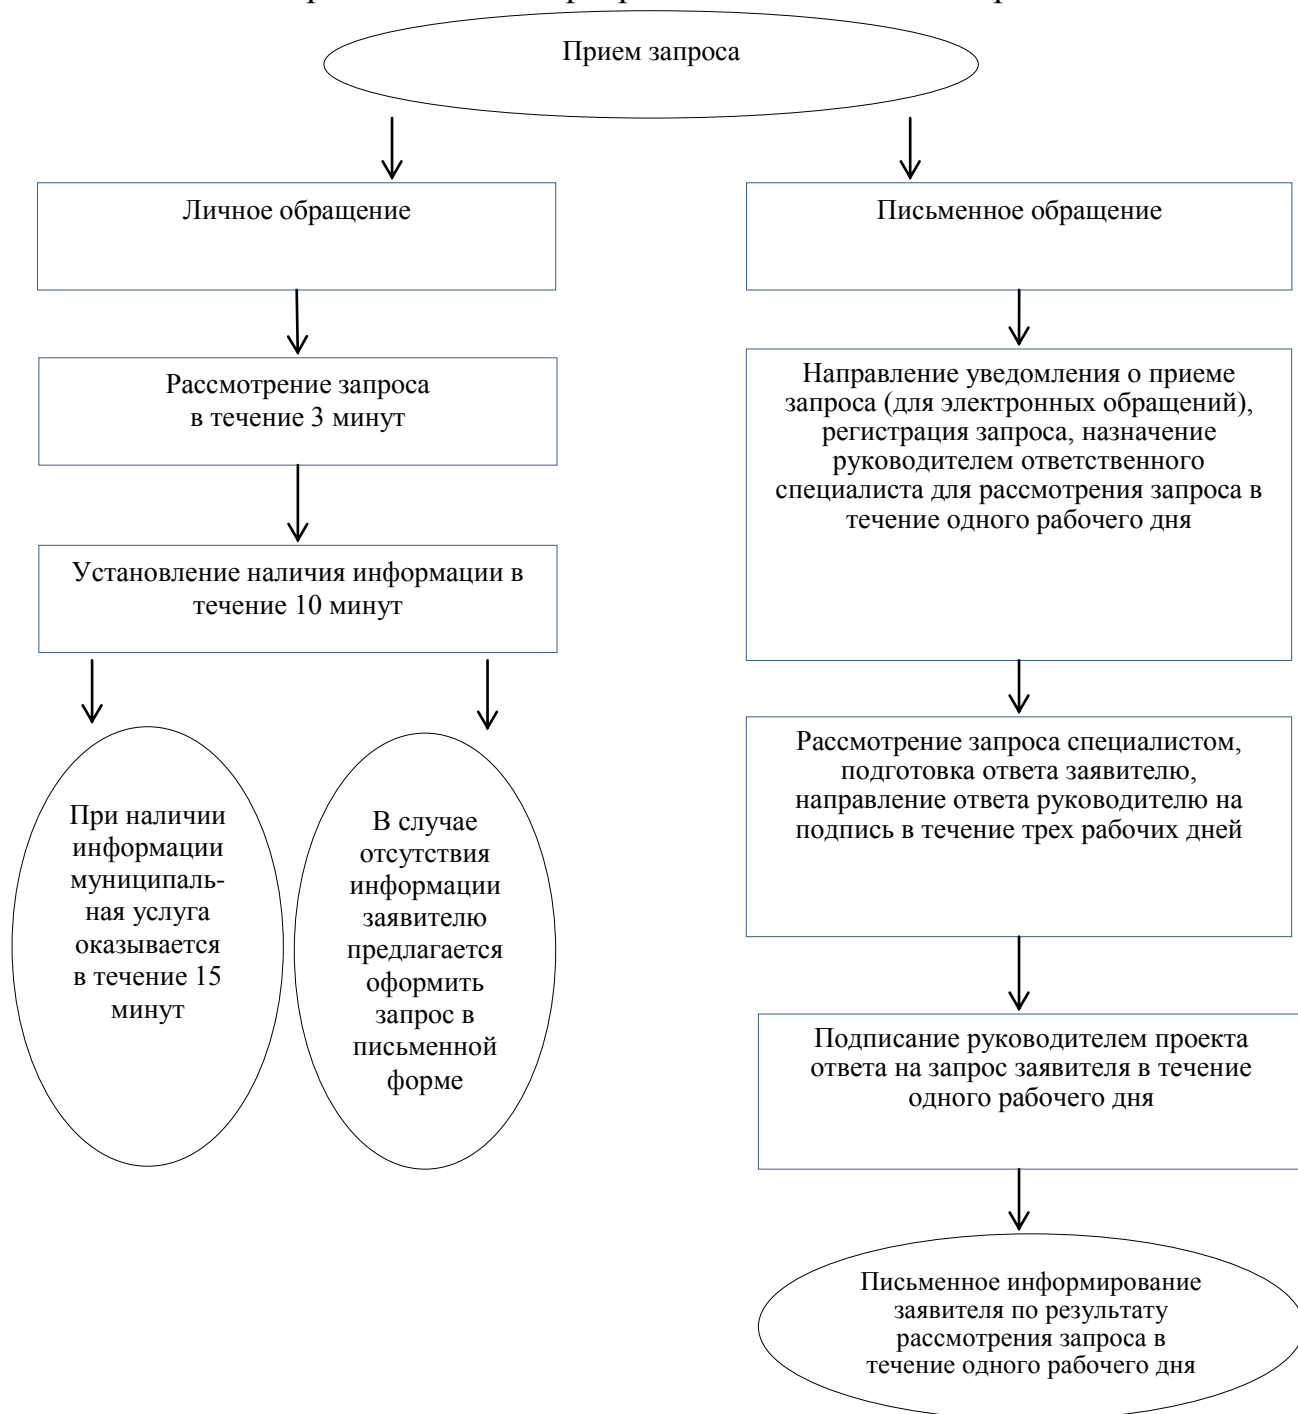 Прием запроса
Личное обращение
Рассмотрение запроса
в течение 3 минут
Установление наличия информации в
течение 10 минут
При наличии
информации
муниципаль-
ная услуга
оказывается
в течение 15
минут
В случае
отсутствия
информации
заявителю
предлагается
оформить
запрос в
письменной
форме
Письменное обращение
Направление уведомления о приеме
запроса (для электронных обращений),
регистрация запроса, назначение
руководителем ответственного
специалиста для рассмотрения запроса в
течение одного рабочего дня
Рассмотрение запроса специалистом,
подготовка ответа заявителю,
направление ответа руководителю на
подпись в течение трех рабочих дней
Подписание руководителем проекта
ответа на запрос заявителя в течение
одного рабочего дня
Письменное информирование
заявителя по результату
рассмотрения запроса в
течение одного рабочего дня